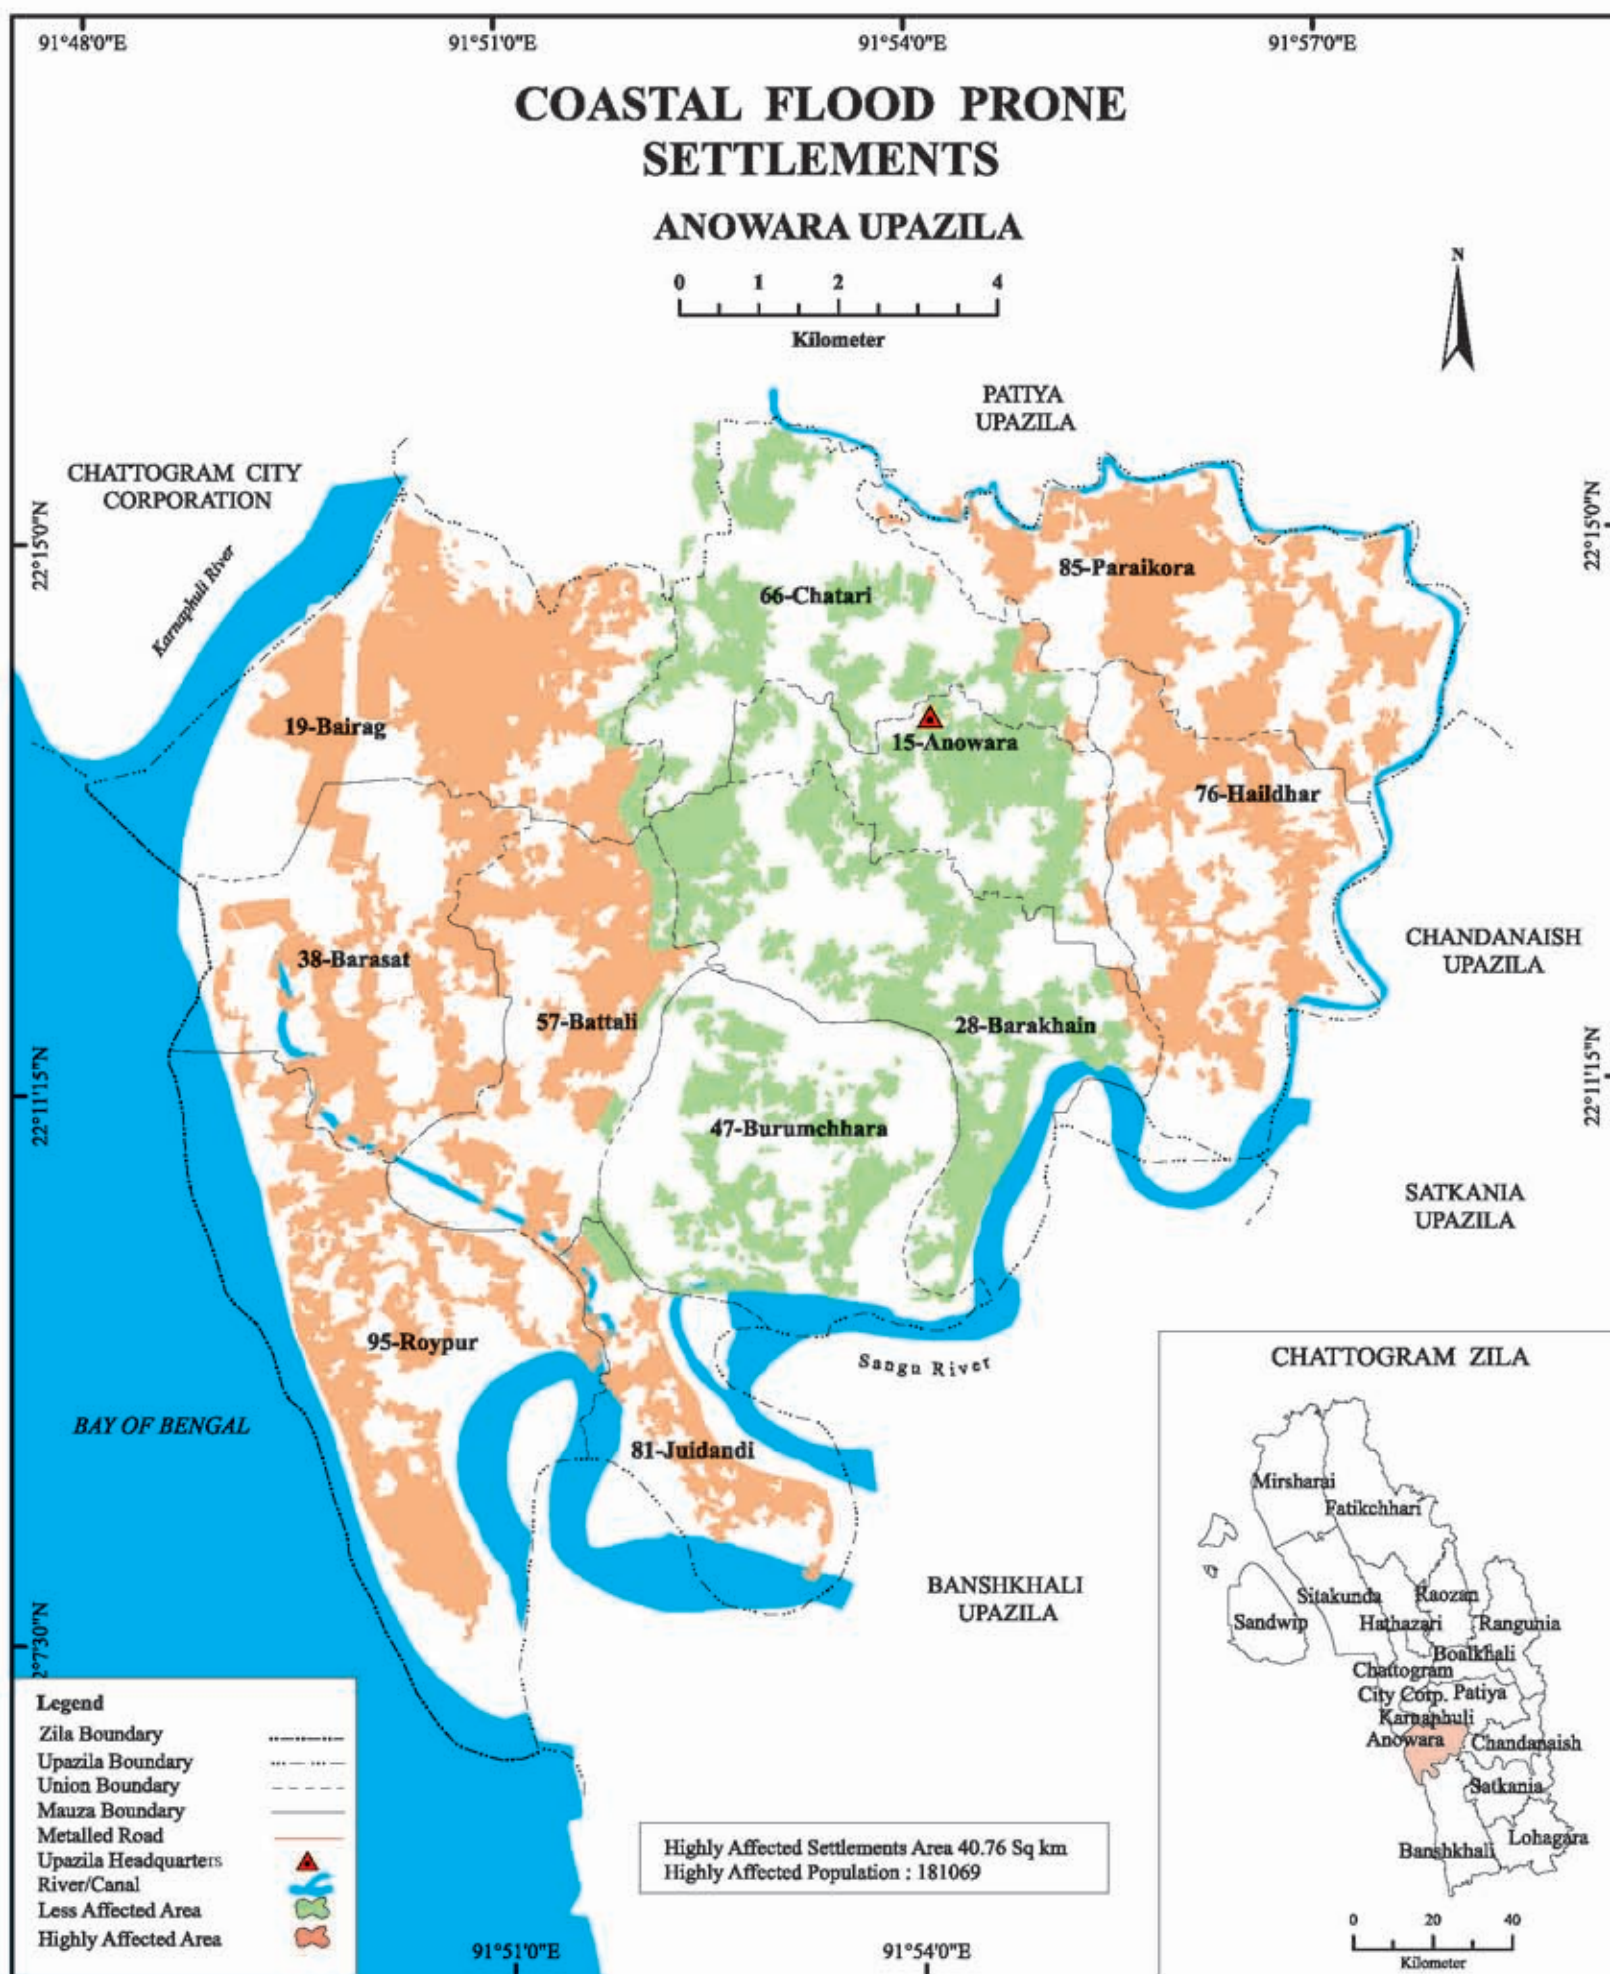 91°48'0"E
91°51'0"E
91°54'0"E
91°57'0"E
COASTAL FLOOD PRONE
SETTLEMENTS
ANOWARA UPAZILA
0 1 2 4
Kilometer
N
PATIYA
UPAZILA
CHATTOGRAM CITY
CORPORATION
Karnaphuli River
22°15'0"N
22°15'0"N
85-Paraikora
66-Chatari
19-Bairag
15-Anowara
76-Haildhar
38-Barasat
CHANDANAISH
UPAZILA
57-Battali
28-Barakhain
22°11'15"N
22°11'15"N
47-Burumchhara
SATKANIA
UPAZILA
95-Roypur
Sangu River
BAY OF BENGAL
81-Juidandi
BANSHKHALI
UPAZILA
2°7'30"N
CHATTOGRAM ZILA
Mirsharai
Fatikchhari
Sitakunda
Raozan
Sandwip
Hathazari
Rangunia
Boalkhali
Chattogram
City Corp.
Patiya
Karnaphuli
Anowara
Chandanaish
Satkania
Lohagara
Banshkhali
0 20 40
Kilometer
Legend
Zila Boundary
Upazila Boundary
Union Boundary
Mauza Boundary
Metalled Road
Upazila Headquarters
River/Canal
Less Affected Area
Highly Affected Area
Highly Affected Settlements Area 40.76 Sq km
Highly Affected Population : 181069
91°51'0"E
91°54'0"E